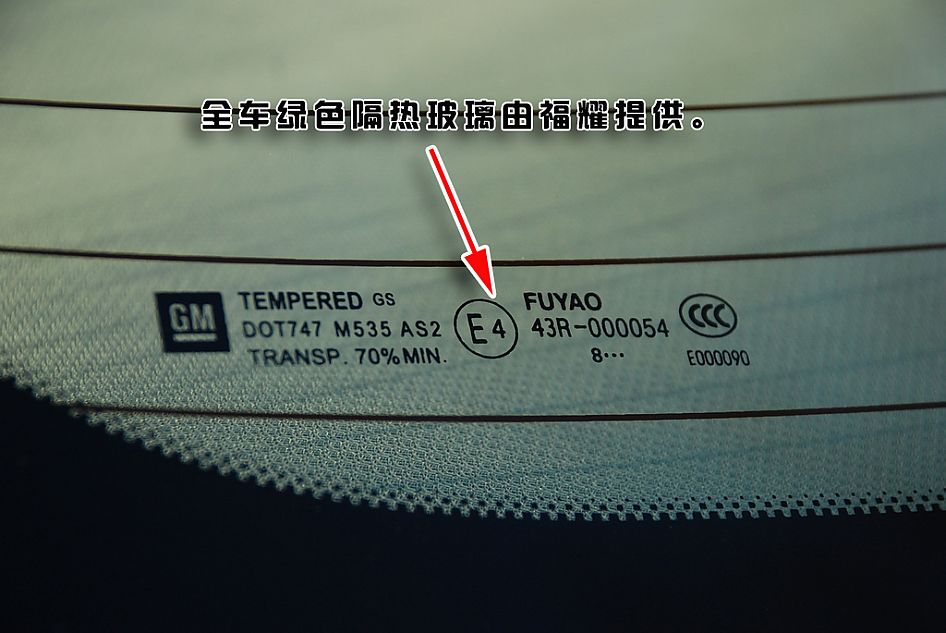 全车绿色隔热玻璃由福耀提供。
GM TEMPERED GS
DOT747 M535 AS2
TRANSP. 70% MIN.
E4
FUYAO
43R-000054
8···
CCC
E000090